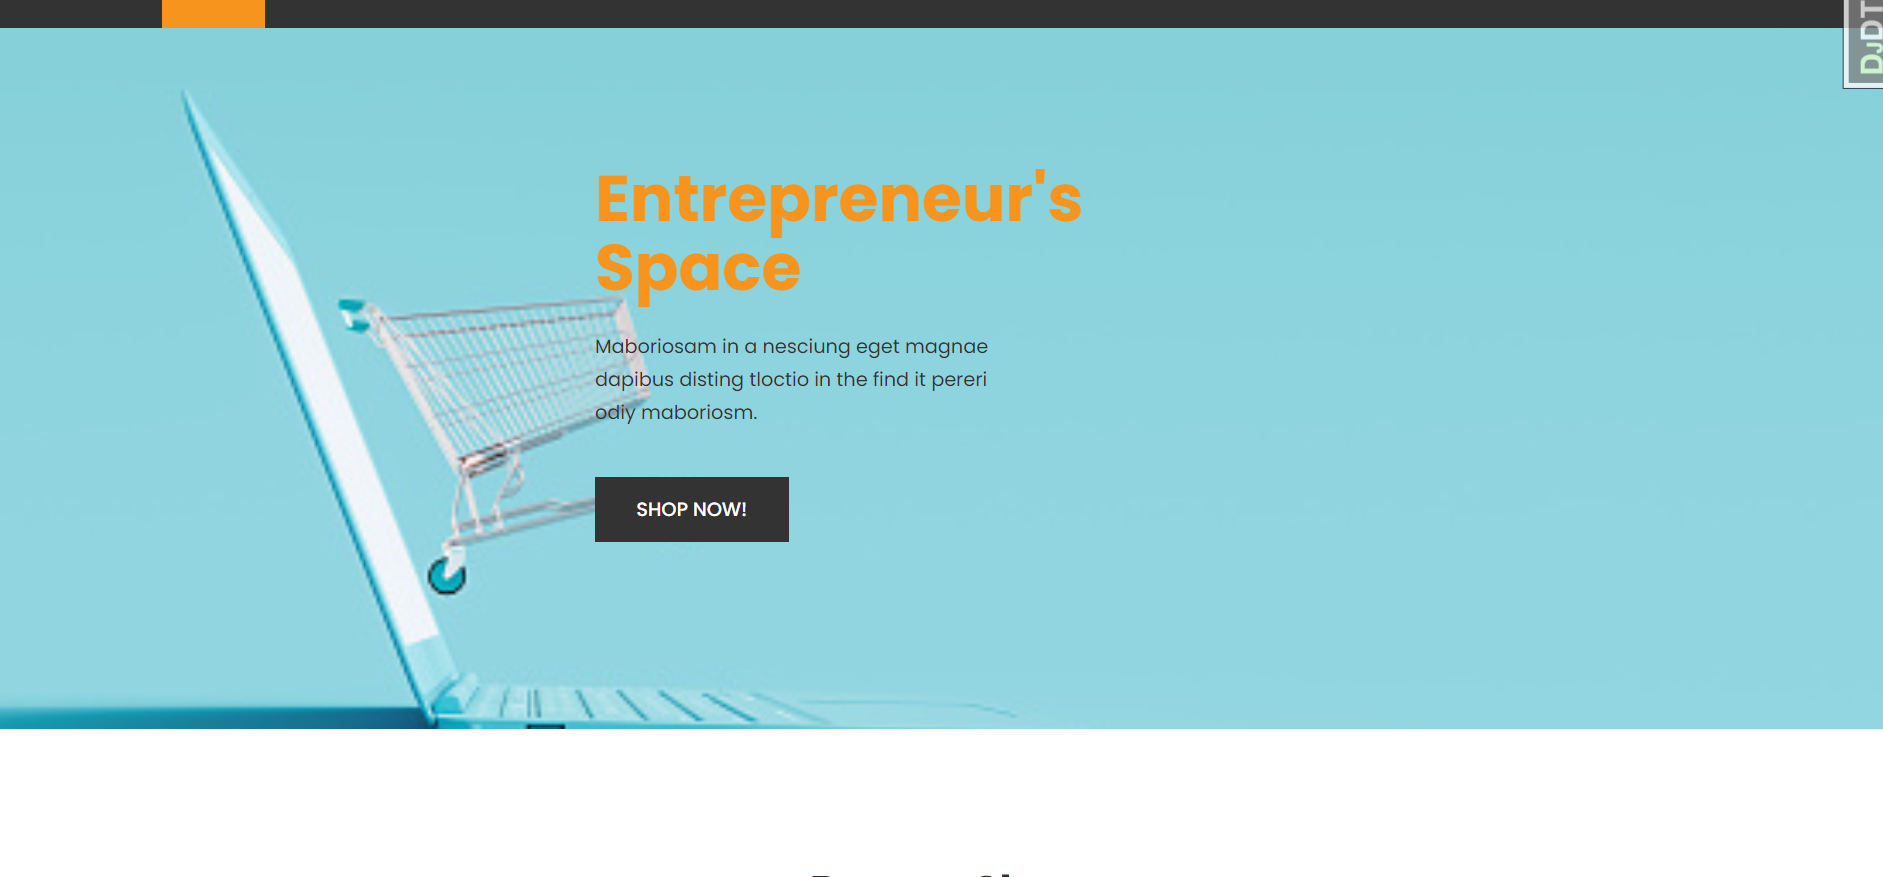 DJDT
Entrepreneur's
Space
Maboriosam in a nesciung eget magnae
dapibus disting tloctio in the find it pereri
odiy maboriosm.
SHOP NOW!